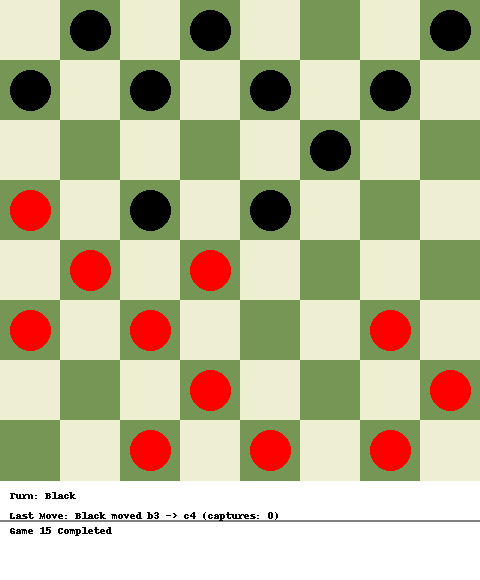 Turn: Black
Last Move: Black moved b3 -> c4 (captures: 0)
Game 15 Completed